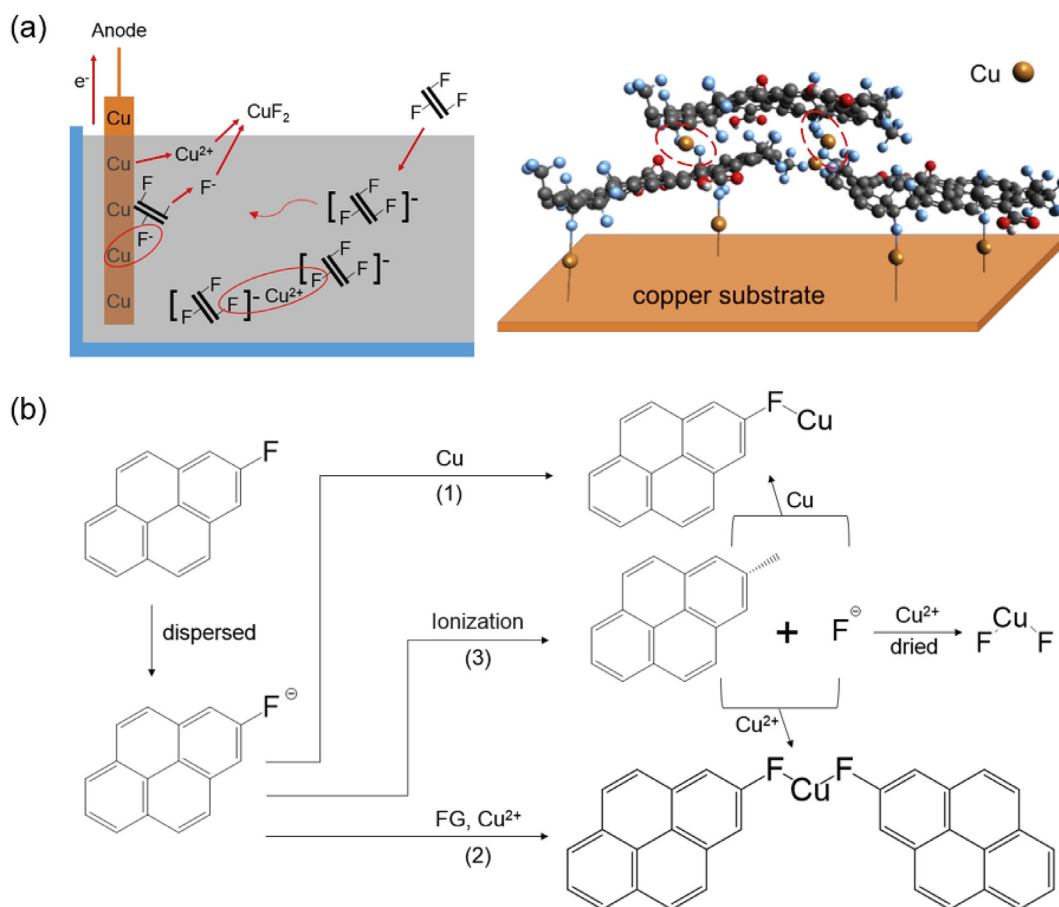 (a)
Anode
e⁻
Cu
Cu
Cu
Cu
Cu
Cu²⁺
CuF₂
F⁻
F
F⁻
F
F
F
[F
F
F]⁻
[F
F
F]⁻
[F
F
F]⁻
Cu²⁺
Cu
copper substrate
(b)
F
dispersed
F⊖
Cu
(1)
F
Cu
Cu
Ionization
(3)
+
F⊖
Cu²⁺
dried
Cu
F F
Cu²⁺
FG, Cu²⁺
(2)
F Cu F